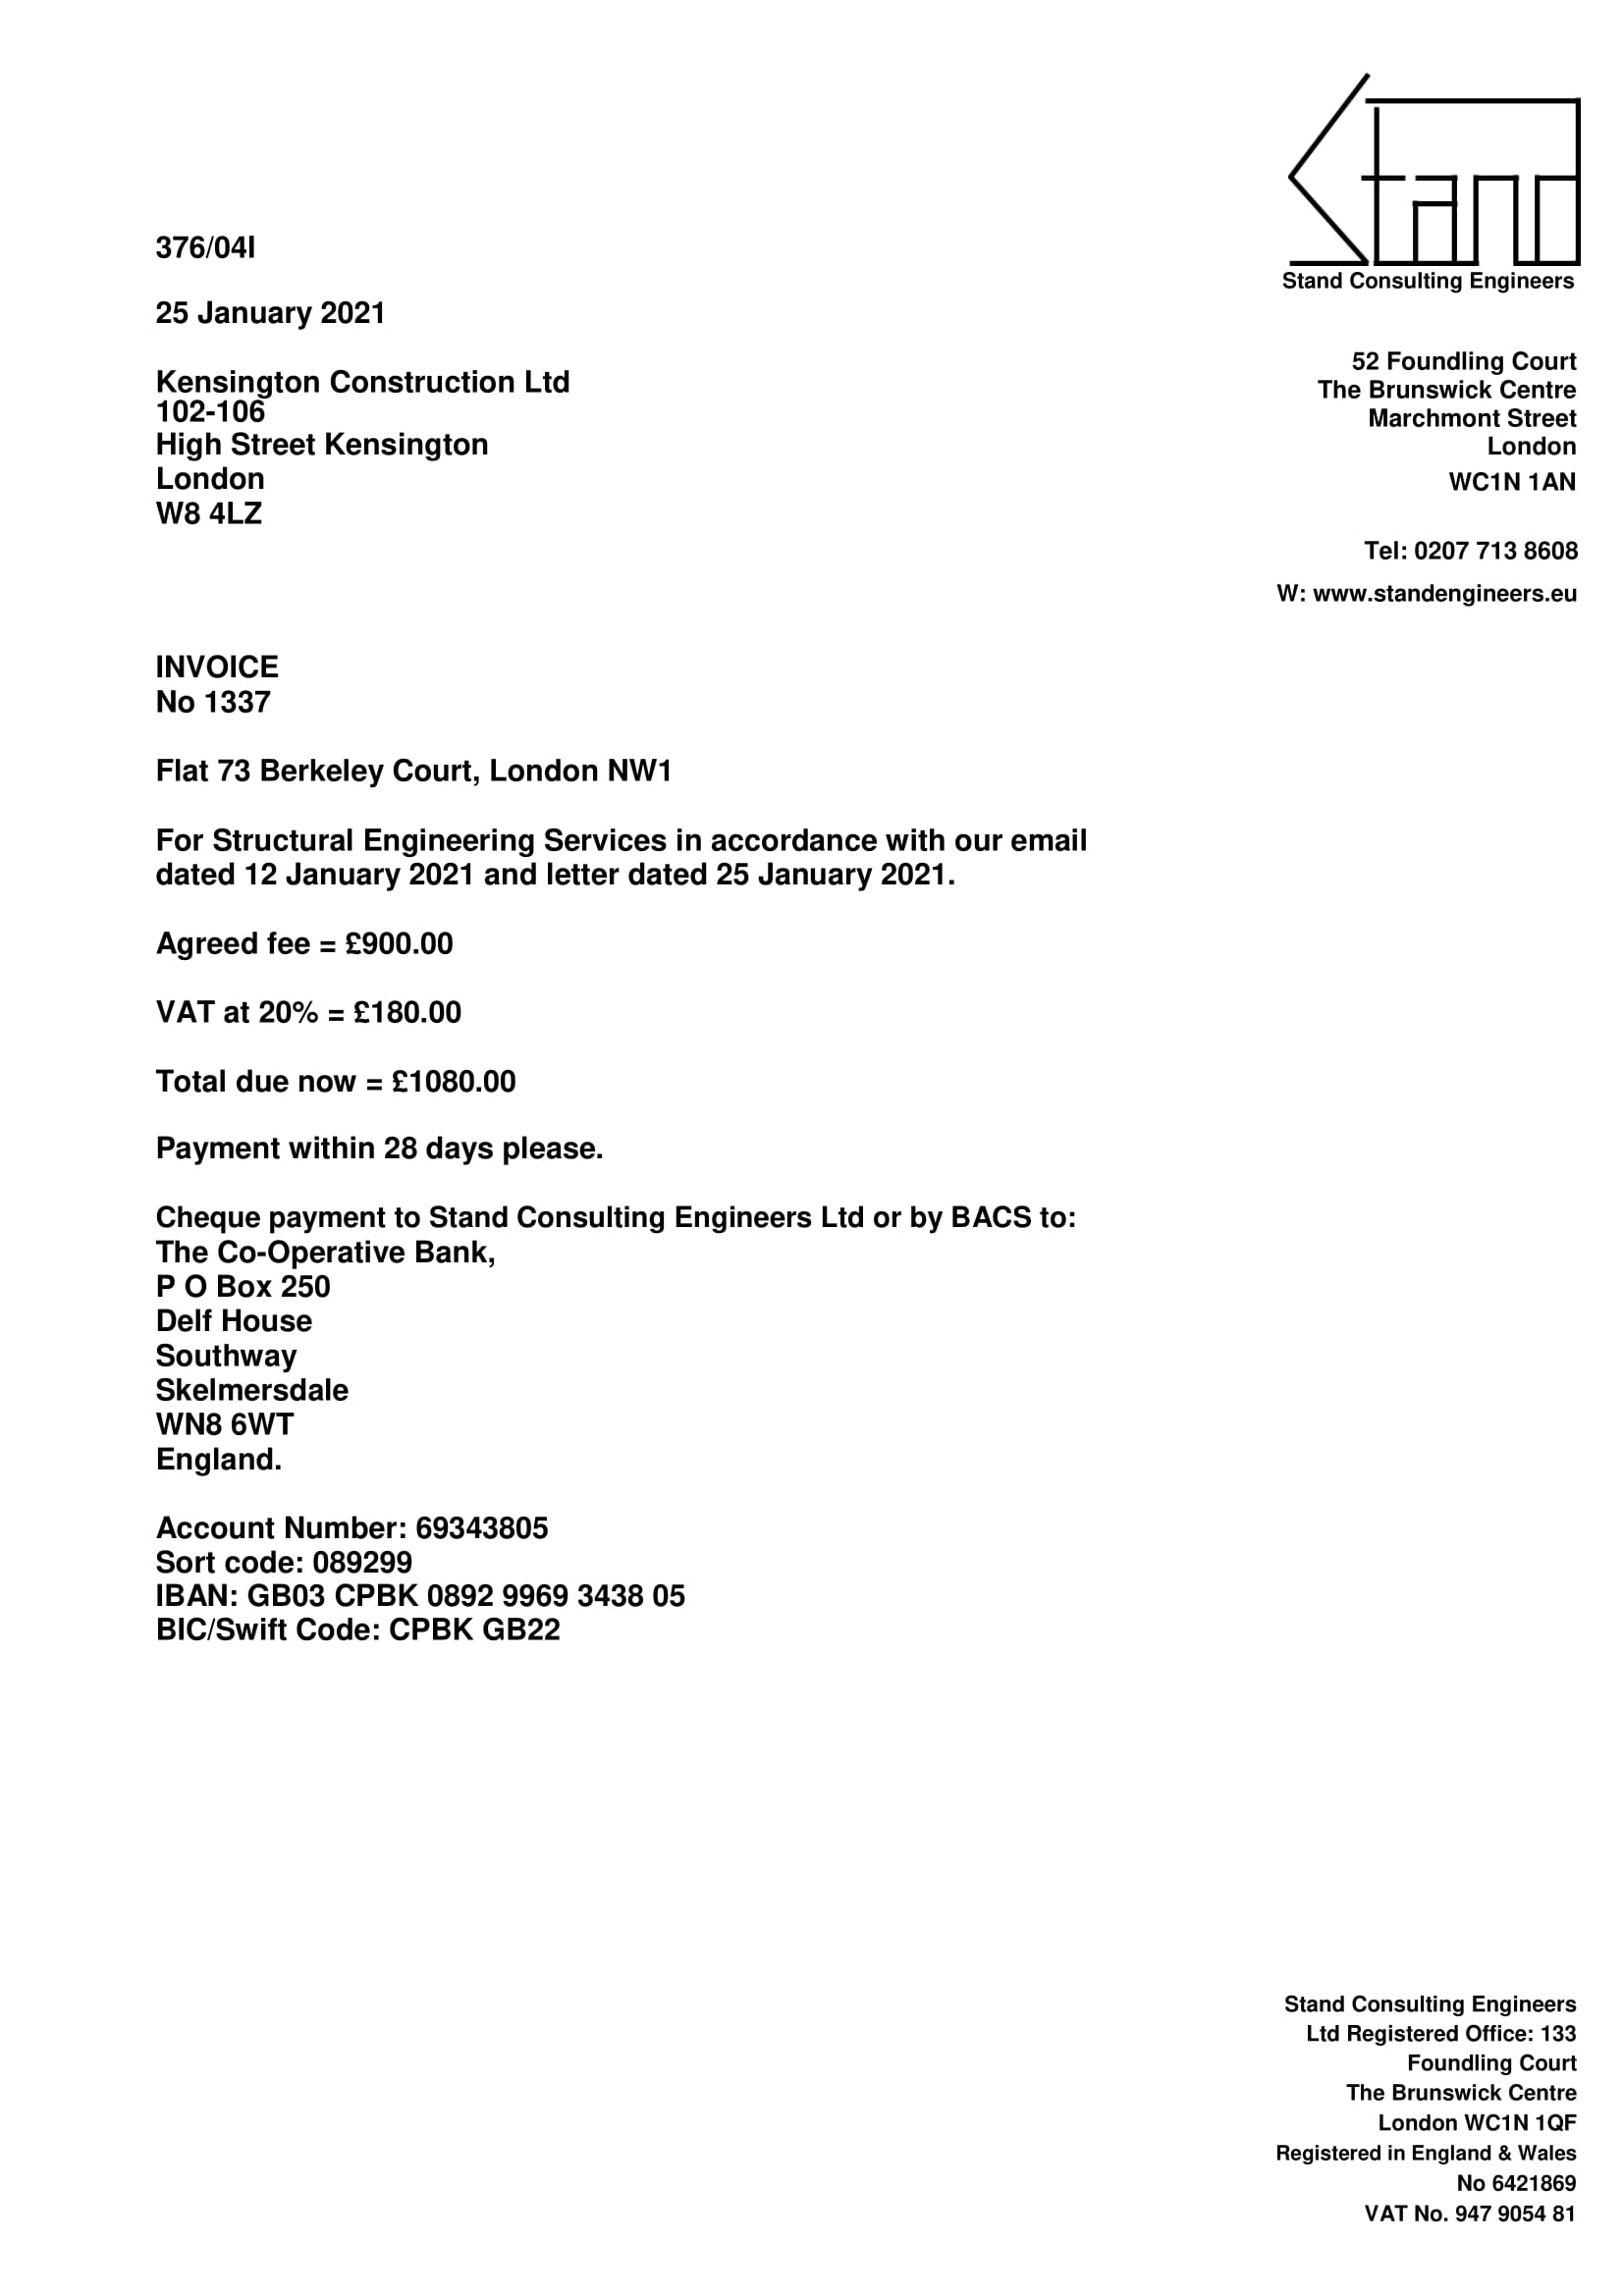 Stand
Stand Consulting Engineers
376/04I
25 January 2021
Kensington Construction Ltd
102-106
High Street Kensington
London
W8 4LZ
52 Foundling Court
The Brunswick Centre
Marchmont Street
London
WC1N 1AN
Tel: 0207 713 8608
W: www.standengineers.eu
INVOICE
No 1337
Flat 73 Berkeley Court, London NW1
For Structural Engineering Services in accordance with our email
dated 12 January 2021 and letter dated 25 January 2021.
Agreed fee = £900.00
VAT at 20% = £180.00
Total due now = £1080.00
Payment within 28 days please.
Cheque payment to Stand Consulting Engineers Ltd or by BACS to:
The Co-Operative Bank,
P O Box 250
Delf House
Southway
Skelmersdale
WN8 6WT
England.
Account Number: 69343805
Sort code: 089299
IBAN: GB03 CPBK 0892 9969 3438 05
BIC/Swift Code: CPBK GB22
Stand Consulting Engineers
Ltd Registered Office: 133
Foundling Court
The Brunswick Centre
London WC1N 1QF
Registered in England & Wales
No 6421869
VAT No. 947 9054 81